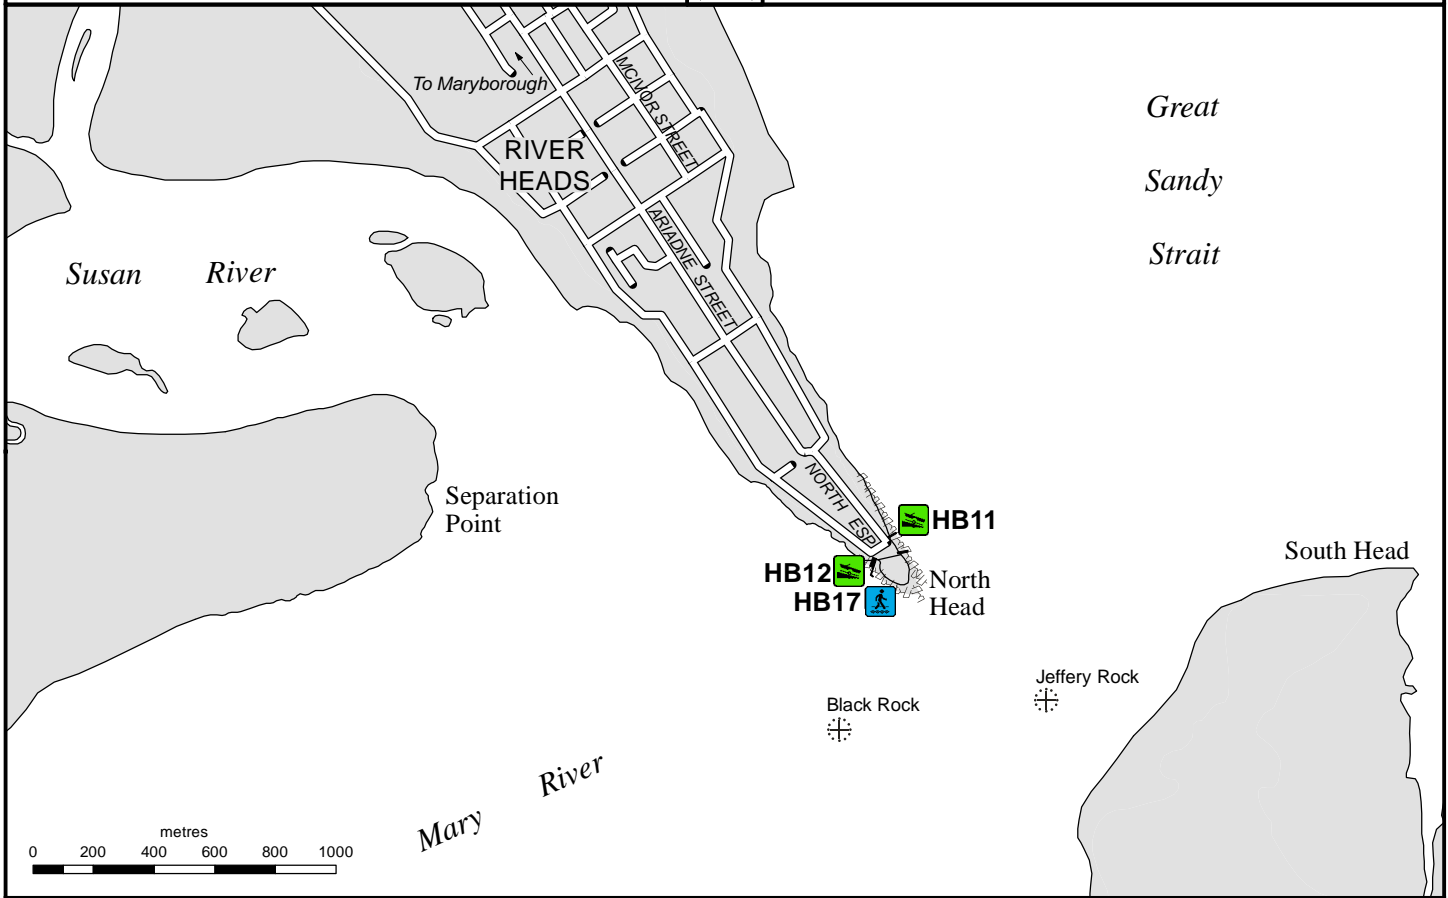 To Maryborough
MCIVOR STREET
RIVER
HEADS
ARIADNE STREET
Great
Sandy
Strait
Susan River
Separation
Point
NORTH ESP
HB11
HB12
HB17
North
Head
South Head
Jeffery Rock
Black Rock
Mary River
metres
0 200 400 600 800 1000